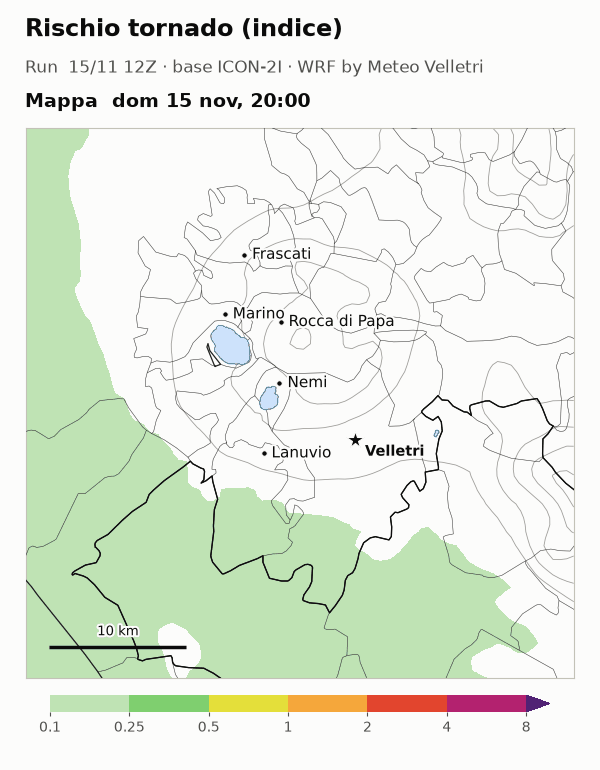 Rischio tornado (indice)
Run  15/11 12Z · base ICON-2I · WRF by Meteo Velletri
Mappa  dom 15 nov, 20:00
Frascati
Marino
Rocca di Papa
Nemi
Velletri
Lanuvio
10 km
0.1 0.25 0.5 1 2 4 8